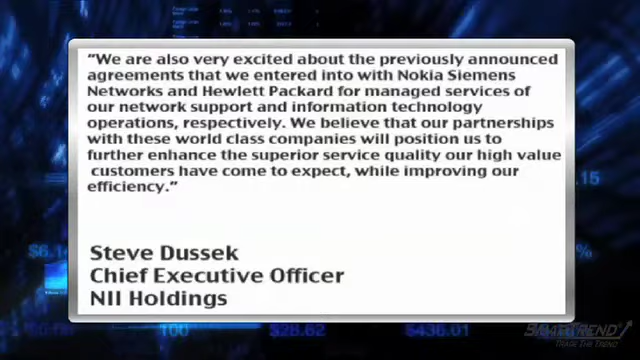 “We are also very excited about the previously announced
agreements that we entered into with Nokia Siemens
Networks and Hewlett Packard for managed services of
our network support and information technology
operations, respectively. We believe that our partnerships
with these world class companies will position us to
further enhance the superior service quality our high value
customers have come to expect, while improving our
efficiency.”
Steve Dussek
Chief Executive Officer
NII Holdings
.15
$6.1
%
SmarTrend
Trade The Trend
100
$28.62
$436.01